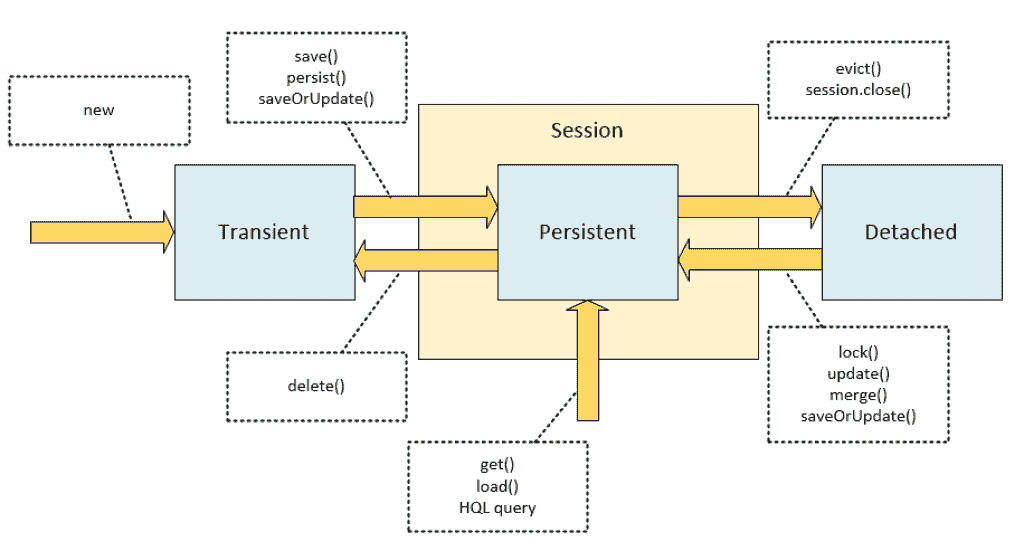 new
save()
persist()
saveOrUpdate()
evict()
session.close()
Session
Transient
Persistent
Detached
delete()
get()
load()
HQL query
lock()
update()
merge()
saveOrUpdate()